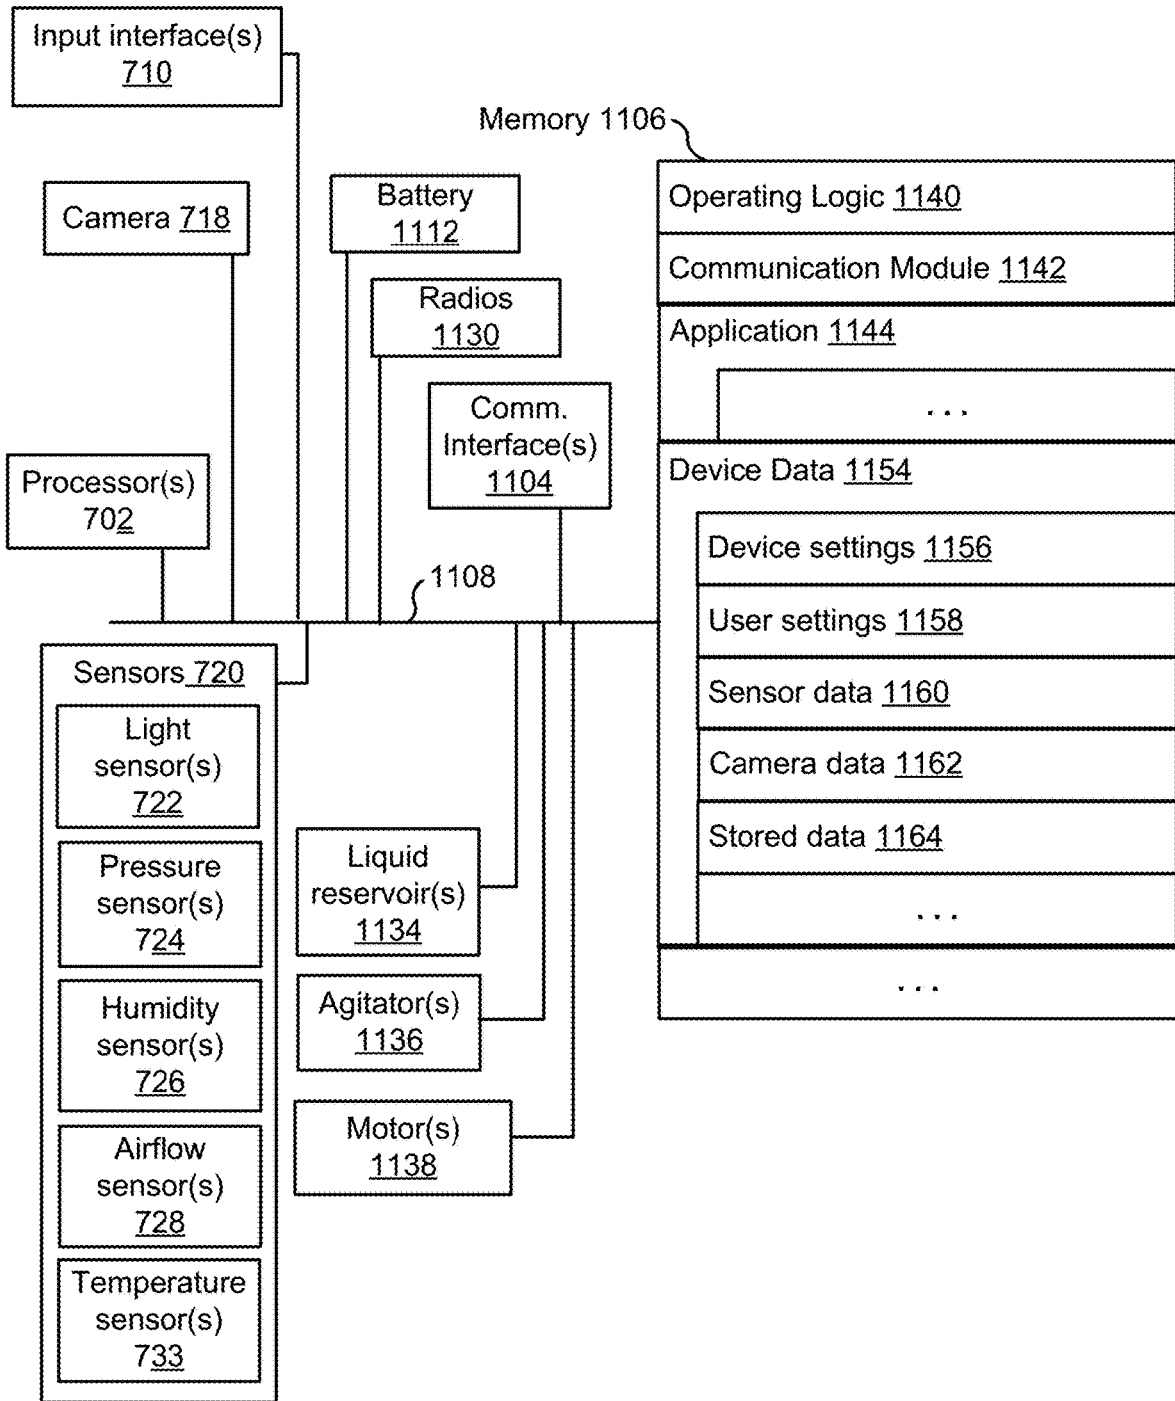 Input interface(s)
710
Memory 1106
Camera 718
Battery
1112
Radios
1130
Comm.
Interface(s)
1104
Processor(s)
702
1108
Operating Logic 1140
Communication Module 1142
Application 1144
...
Device Data 1154
Device settings 1156
User settings 1158
Sensor data 1160
Camera data 1162
Stored data 1164
...
...
Sensors 720
Light
sensor(s)
722
Pressure
sensor(s)
724
Humidity
sensor(s)
726
Airflow
sensor(s)
728
Temperature
sensor(s)
733
Liquid
reservoir(s)
1134
Agitator(s)
1136
Motor(s)
1138